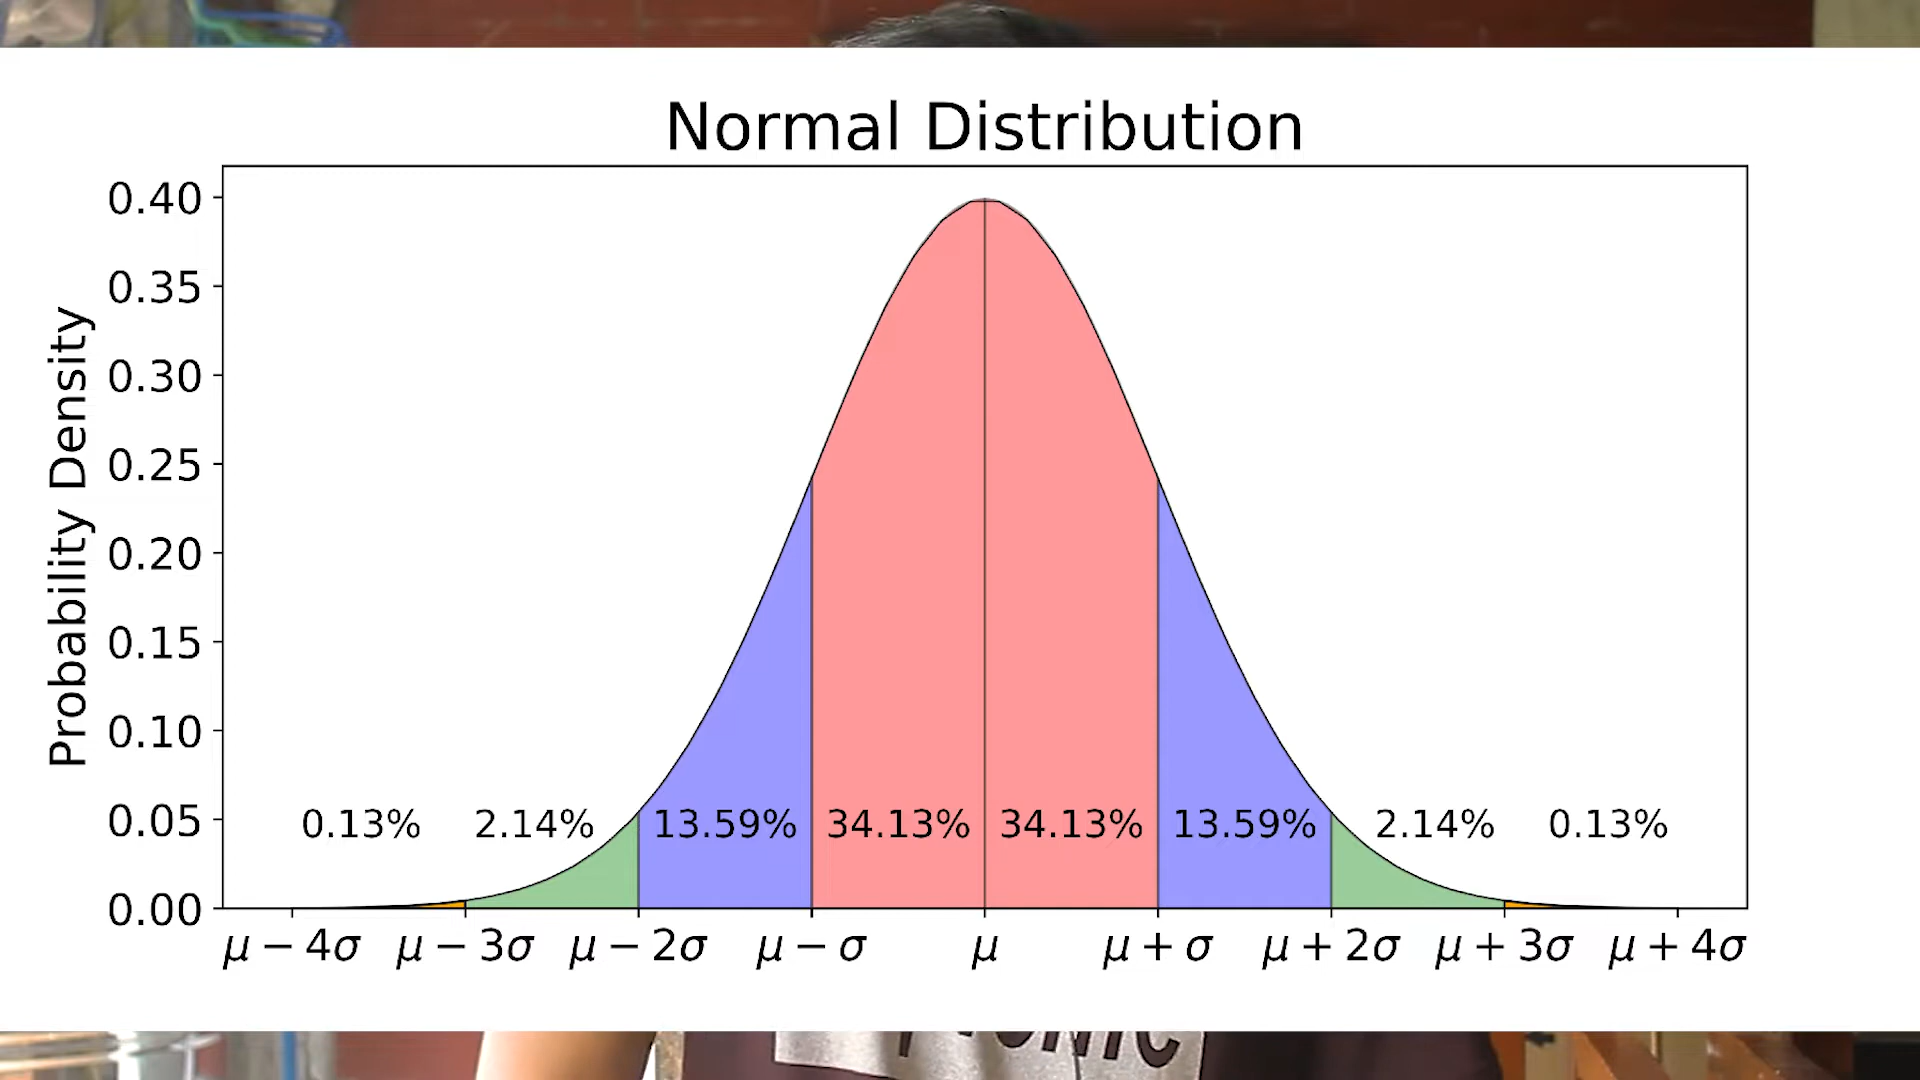 Normal Distribution
Probability Density
0.40
0.35
0.30
0.25
0.20
0.15
0.10
0.05
0.00
0.13% 2.14% 13.59% 34.13% 34.13% 13.59% 2.14% 0.13%
μ − 4σ μ − 3σ μ − 2σ μ − σ μ μ + σ μ + 2σ μ + 3σ μ + 4σ